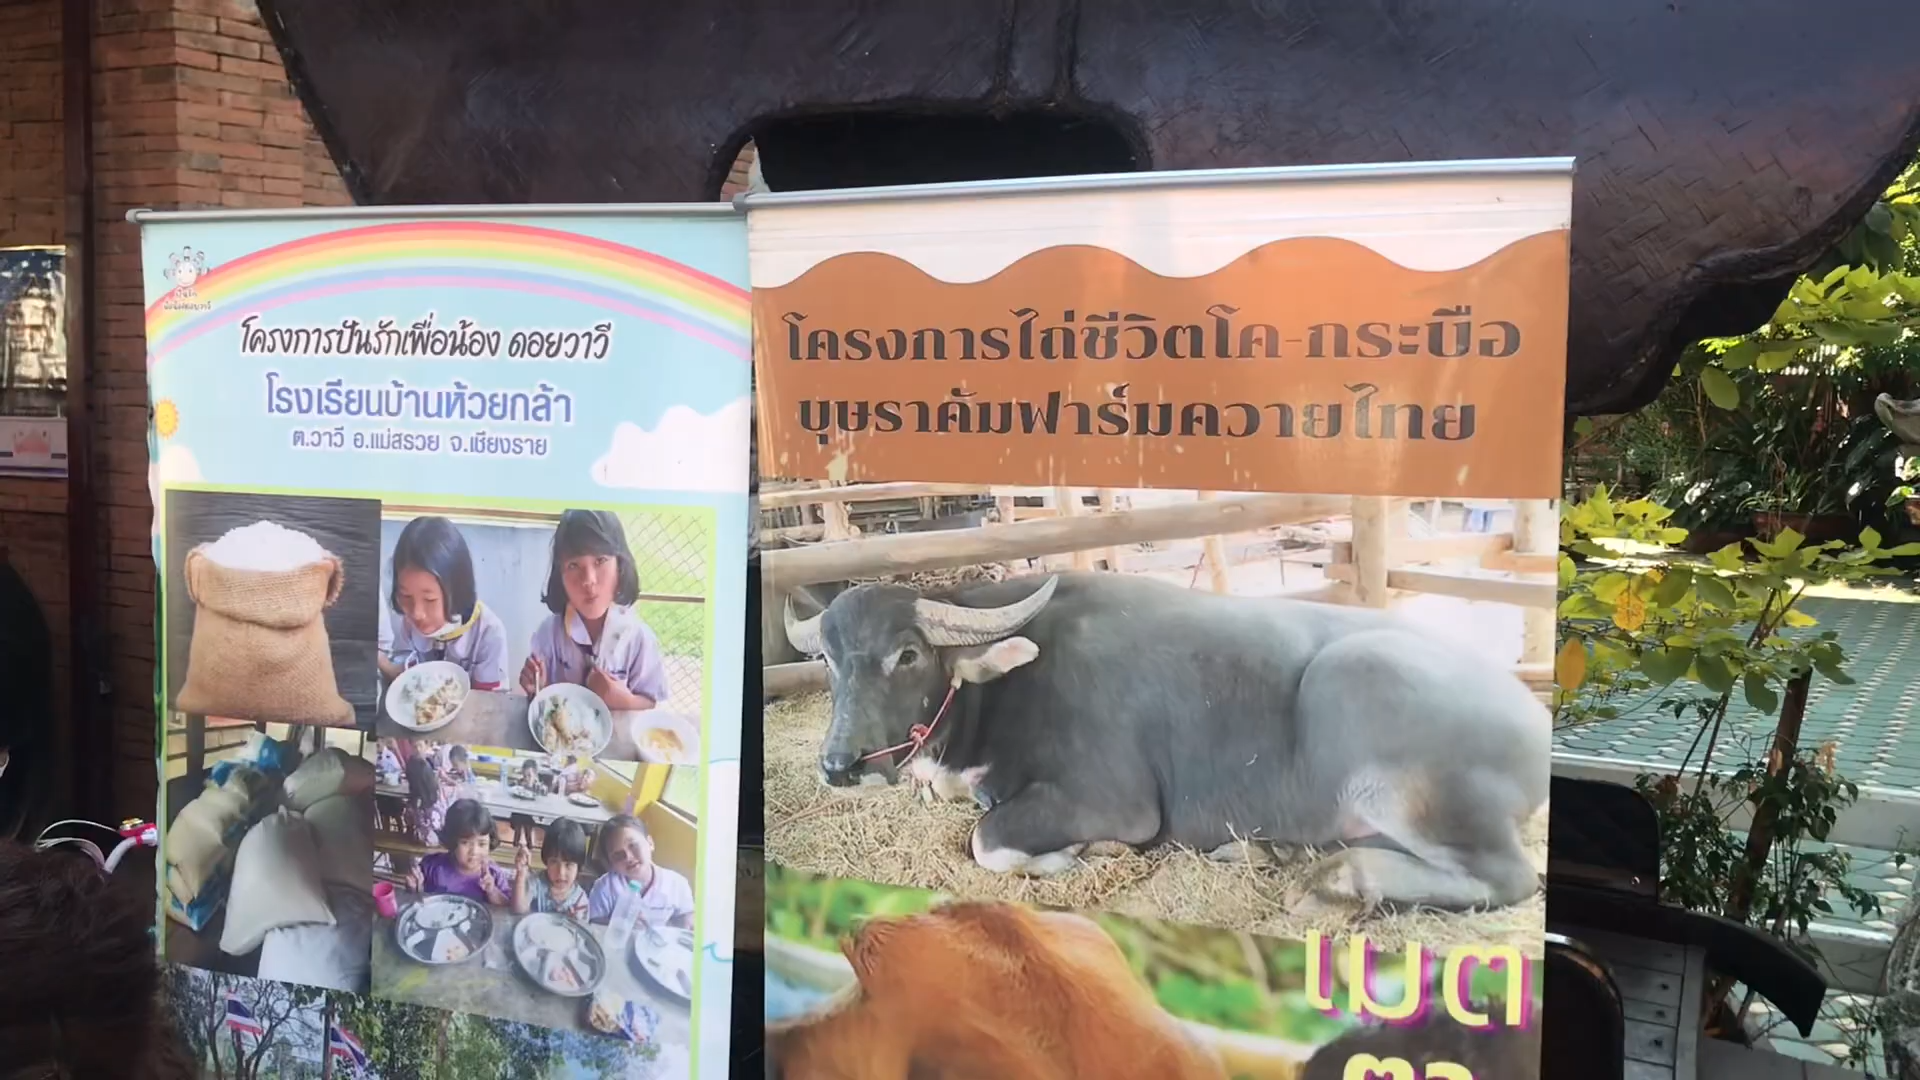 โครงการปันรักเพื่อน้อง ดอยวาวี
โรงเรียนบ้านห้วยกล้า
ต.วาวี อ.แม่สรวย จ.เชียงราย
โครงการไถ่ชีวิตโค-กระบือ
บุษราคัมฟาร์มควายไทย
เมต